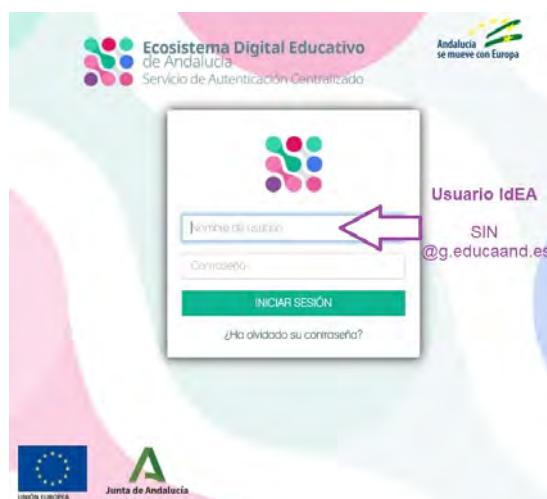 Ecosistema Digital Educativo
de Andalucía
Servicio de Autenticación Centralizado
Andalucía
se mueve con Europa
Nombre de usuario
Contraseña
INICIAR SESIÓN
¿Ha olvidado su contraseña?
Usuario IdEA
SIN
@g.educaand.es
UNIÓN EUROPEA
Junta de Andalucía